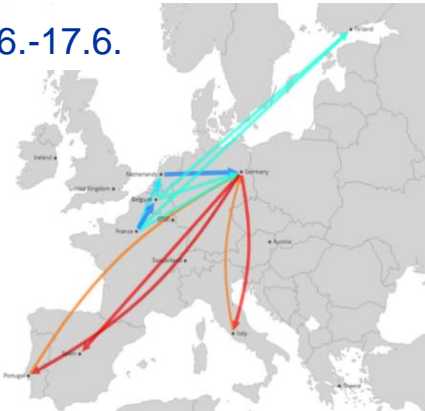 6.-17.6.
Finland
Ireland
Netherlands
Germany
United Kingdom
Belgium
France
Austria
Switzerland
Italy
Spain
Portugal
Greece